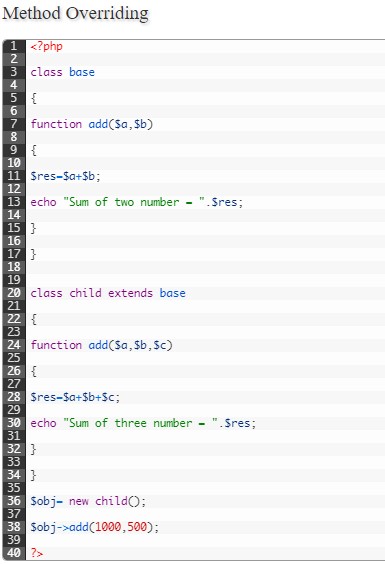 Method Overriding
1 <?php
2
3 class base
4
5 {
6
7 function add($a,$b)
8
9 {
10
11 $res=$a+$b;
12
13 echo "Sum of two number = ".$res;
14
15 }
16
17 }
18
19
20 class child extends base
21
22 {
23
24 function add($a,$b,$c)
25
26 {
27
28 $res=$a+$b+$c;
29
30 echo "Sum of three number = ".$res;
31
32 }
33
34 }
35
36 $obj= new child();
37
38 $obj->add(1000,500);
39
40 ?>